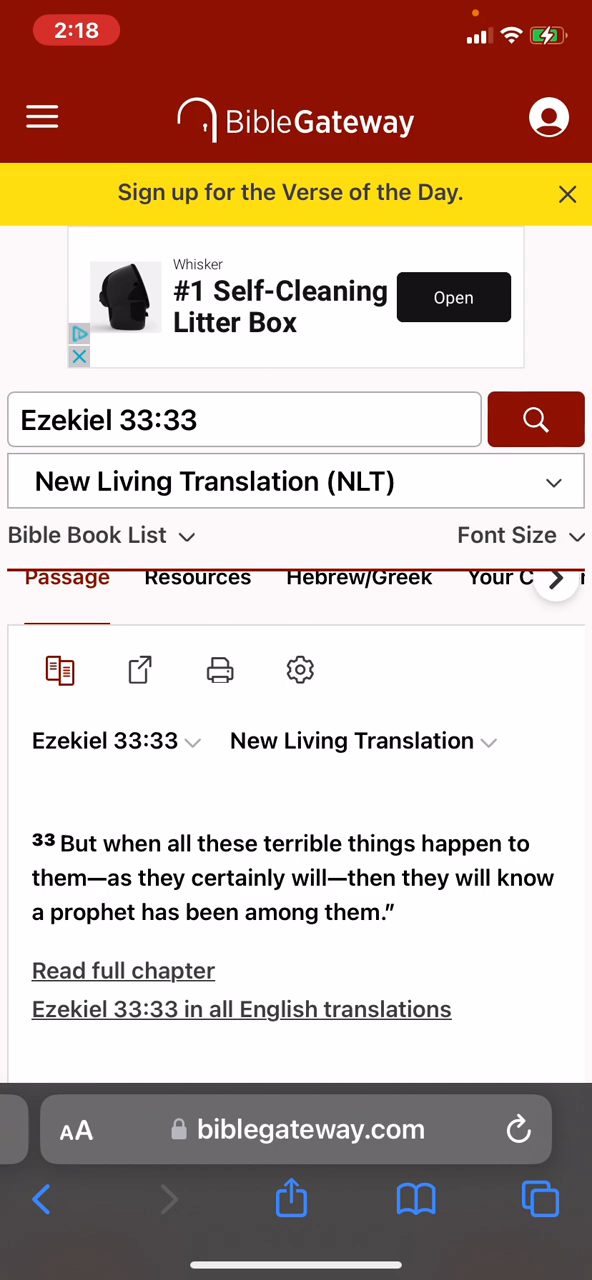 2:18
BibleGateway
Sign up for the Verse of the Day.
Whisker
#1 Self-Cleaning
Litter Box
Open
Ezekiel 33:33
New Living Translation (NLT)
Bible Book List
Font Size
Passage Resources Hebrew/Greek Your C
Ezekiel 33:33 New Living Translation
33 But when all these terrible things happen to
them—as they certainly will—then they will know
a prophet has been among them.”
Read full chapter
Ezekiel 33:33 in all English translations
AA biblegateway.com